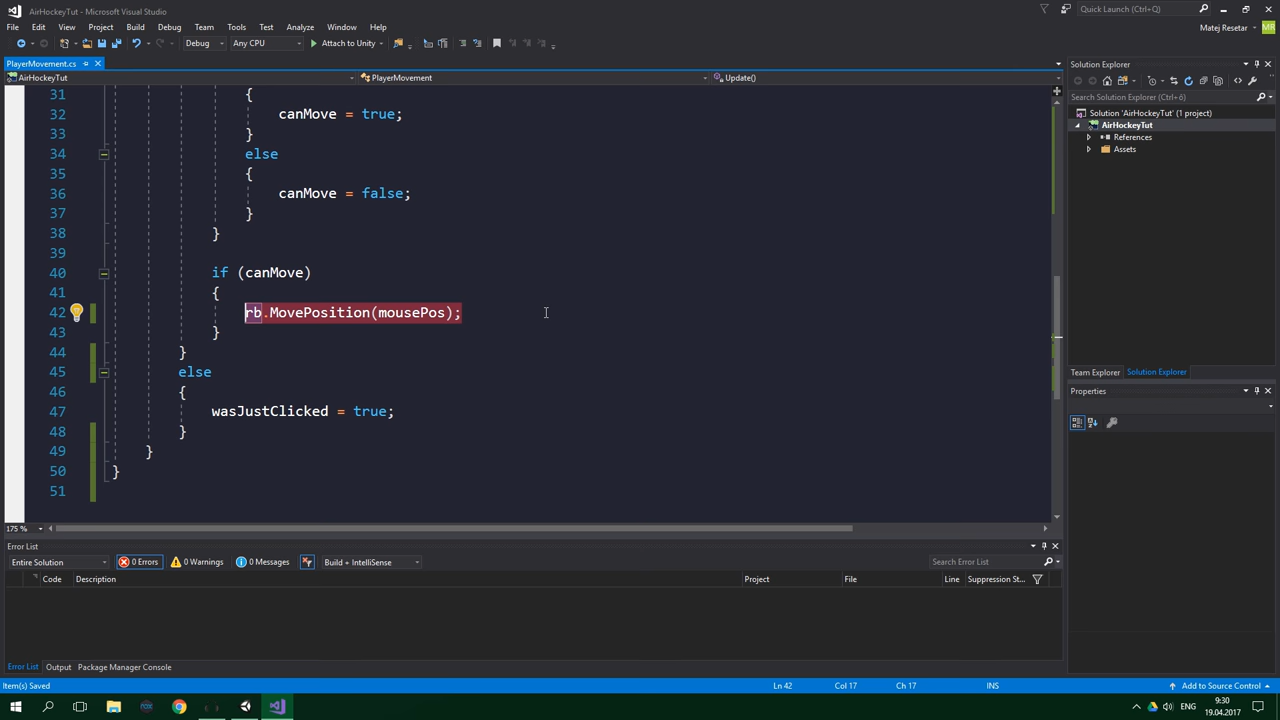 AirHockeyTut - Microsoft Visual Studio
Quick Launch (Ctrl+Q)
File Edit View Project Build Debug Team Tools Test Analyze Window Help
Matej Resetar MR
Debug Any CPU Attach to Unity
PlayerMovement.cs
AirHockeyTut PlayerMovement Update()
31 {
32 canMove = true;
33 }
34 else
35 {
36 canMove = false;
37 }
38 }
39
40 if (canMove)
41 {
42 rb.MovePosition(mousePos);
43 }
44 }
45 else
46 {
47 wasJustClicked = true;
48 }
49 }
50 }
51
175 %
Solution Explorer
Search Solution Explorer (Ctrl+č)
Solution 'AirHockeyTut' (1 project)
AirHockeyTut
References
Assets
Team Explorer Solution Explorer
Properties
Error List
Entire Solution 0 Errors 0 Warnings 0 Messages Build + IntelliSense
Search Error List
Code Description Project File Line Suppression St...
Error List Output Package Manager Console
Item(s) Saved Ln 42 Col 17 Ch 17 INS Add to Source Control
ENG
9:30
19.04.2017